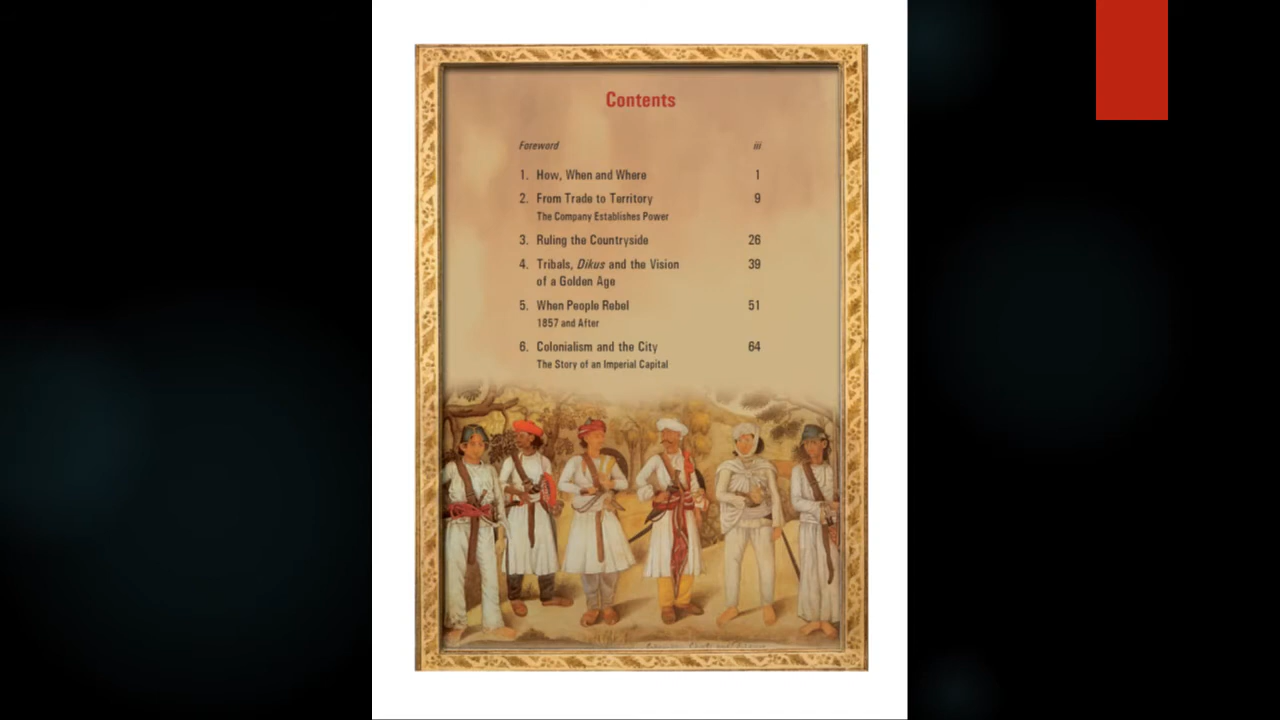 Contents
Foreword iii
1. How, When and Where 1
2. From Trade to Territory 9
The Company Establishes Power
3. Ruling the Countryside 26
4. Tribals, Dikus and the Vision 39
of a Golden Age
5. When People Rebel 51
1857 and After
6. Colonialism and the City 64
The Story of an Imperial Capital